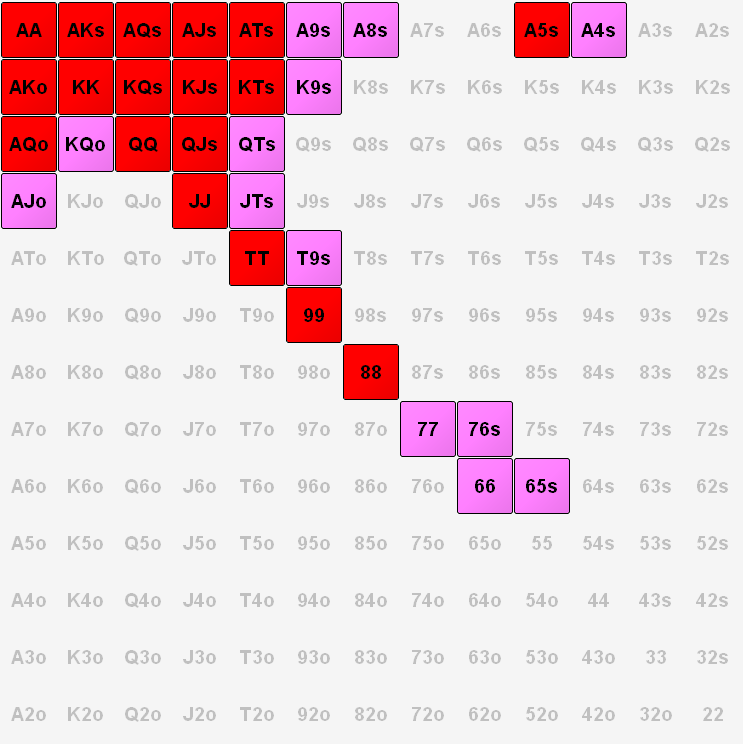 AA AKs AQs AJs ATs A9s A8s A7s A6s A5s A4s A3s A2s
AKo KK KQs KJs KTs K9s K8s K7s K6s K5s K4s K3s K2s
AQo KQo QQ QJs QTs Q9s Q8s Q7s Q6s Q5s Q4s Q3s Q2s
AJo KJo QJo JJ JTs J9s J8s J7s J6s J5s J4s J3s J2s
ATo KTo QTo JTo TT T9s T8s T7s T6s T5s T4s T3s T2s
A9o K9o Q9o J9o T9o 99 98s 97s 96s 95s 94s 93s 92s
A8o K8o Q8o J8o T8o 98o 88 87s 86s 85s 84s 83s 82s
A7o K7o Q7o J7o T7o 97o 87o 77 76s 75s 74s 73s 72s
A6o K6o Q6o J6o T6o 96o 86o 76o 66 65s 64s 63s 62s
A5o K5o Q5o J5o T5o 95o 85o 75o 65o 55 54s 53s 52s
A4o K4o Q4o J4o T4o 94o 84o 74o 64o 54o 44 43s 42s
A3o K3o Q3o J3o T3o 93o 83o 73o 63o 53o 43o 33 32s
A2o K2o Q2o J2o T2o 92o 82o 72o 62o 52o 42o 32o 22